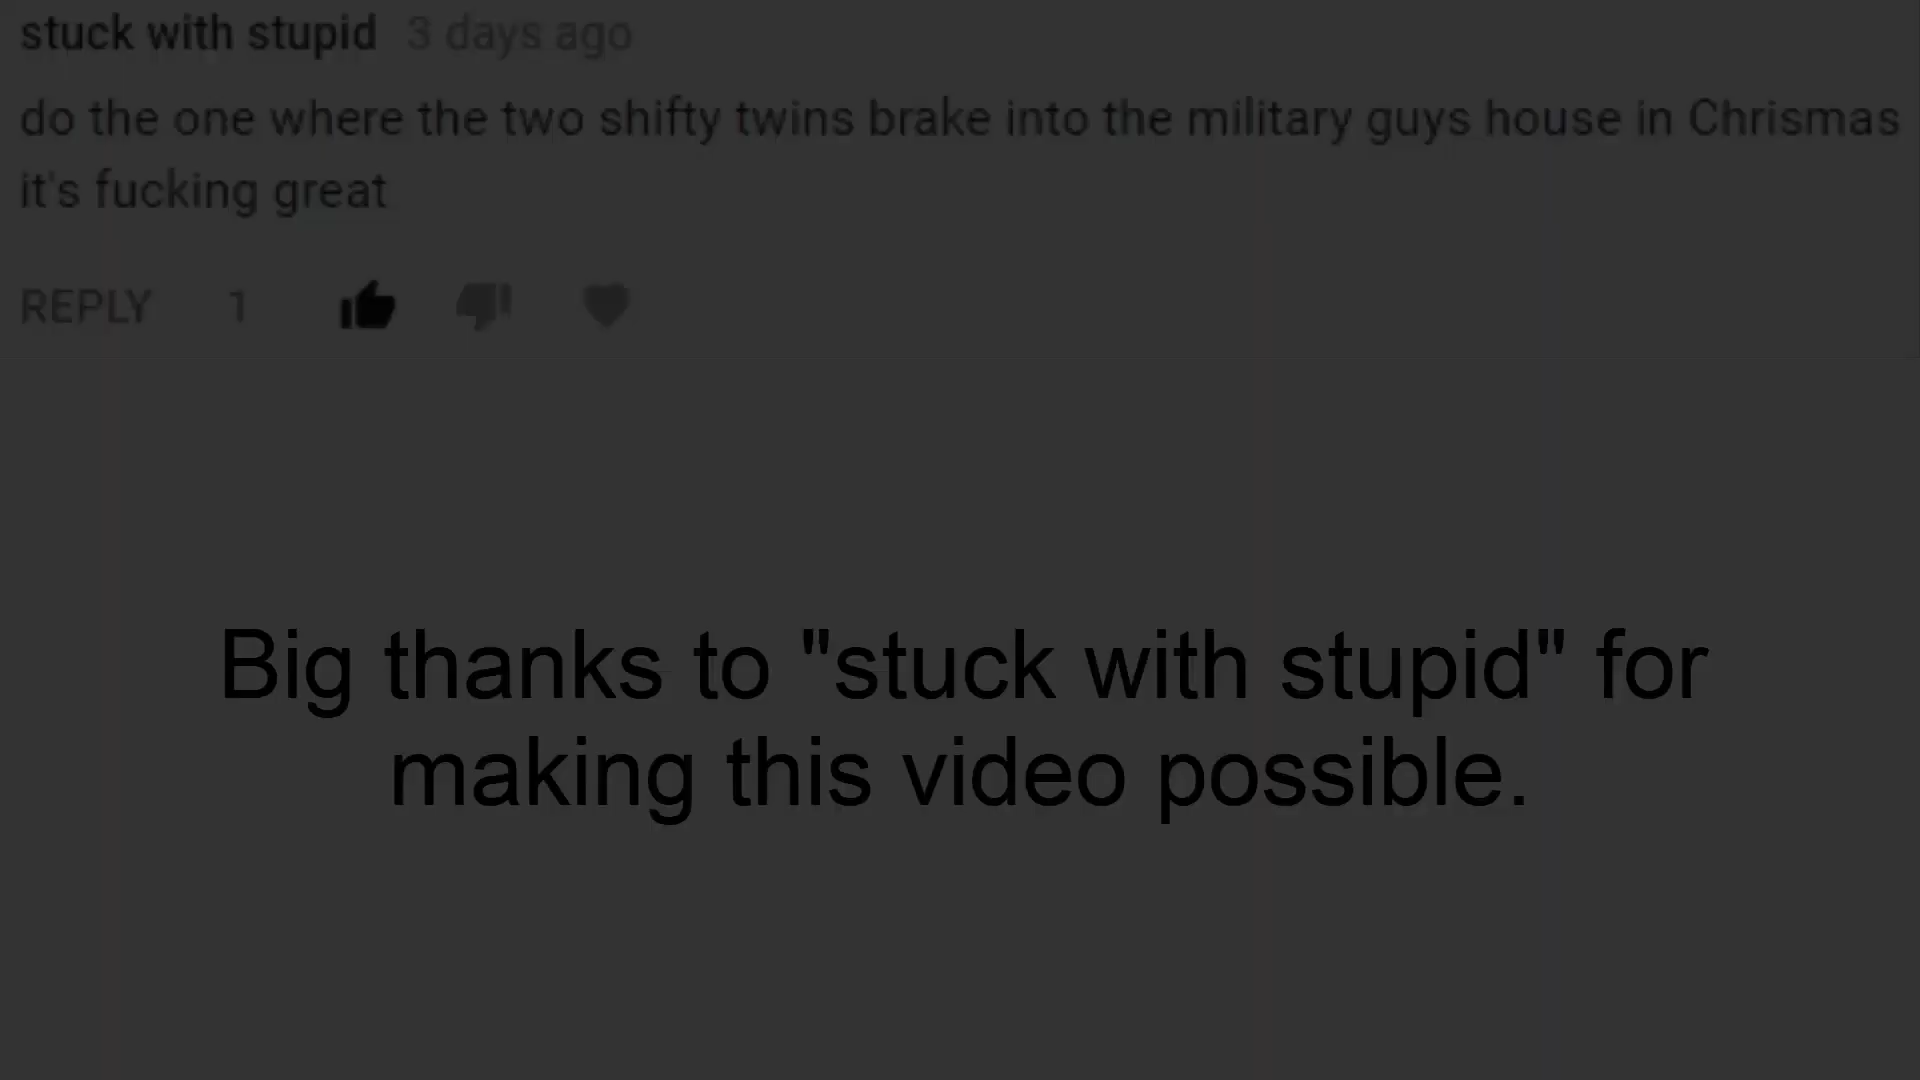 stuck with stupid 3 days ago
do the one where the two shifty twins brake into the military guys house in Chrismas
it's fucking great
REPLY 1
Big thanks to "stuck with stupid" for
making this video possible.